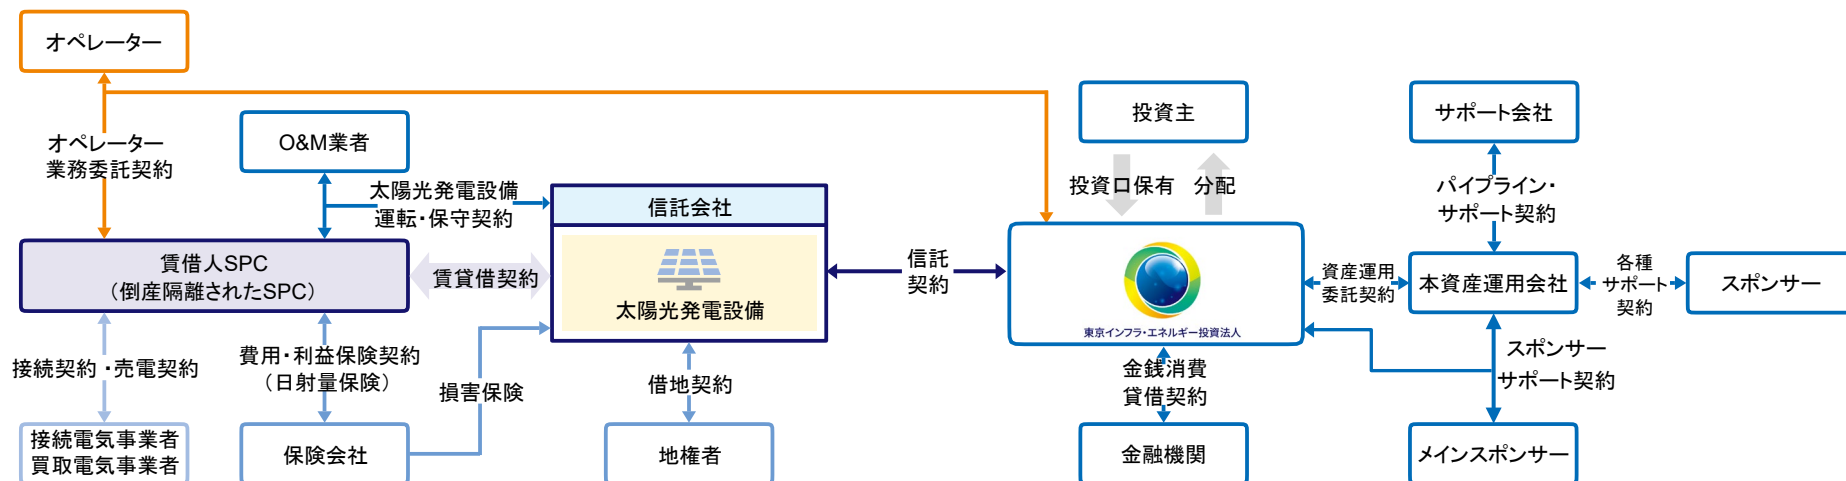 オペレーター
オペレーター
業務委託契約
O&M業者
太陽光発電設備
運転・保守契約
賃借人SPC
（倒産隔離されたSPC）
賃貸借契約
信託会社
太陽光発電設備
接続契約・売電契約
費用・利益保険契約
（日射量保険）
損害保険
借地契約
接続電気事業者
買取電気事業者
保険会社
地権者
信託
契約
投資主
投資口保有
分配
東京インフラ・エネルギー投資法人
金銭消費
貸借契約
金融機関
サポート会社
パイプライン・
サポート契約
資産運用
委託契約
本資産運用会社
各種
サポート
契約
スポンサー
スポンサー
サポート契約
メインスポンサー